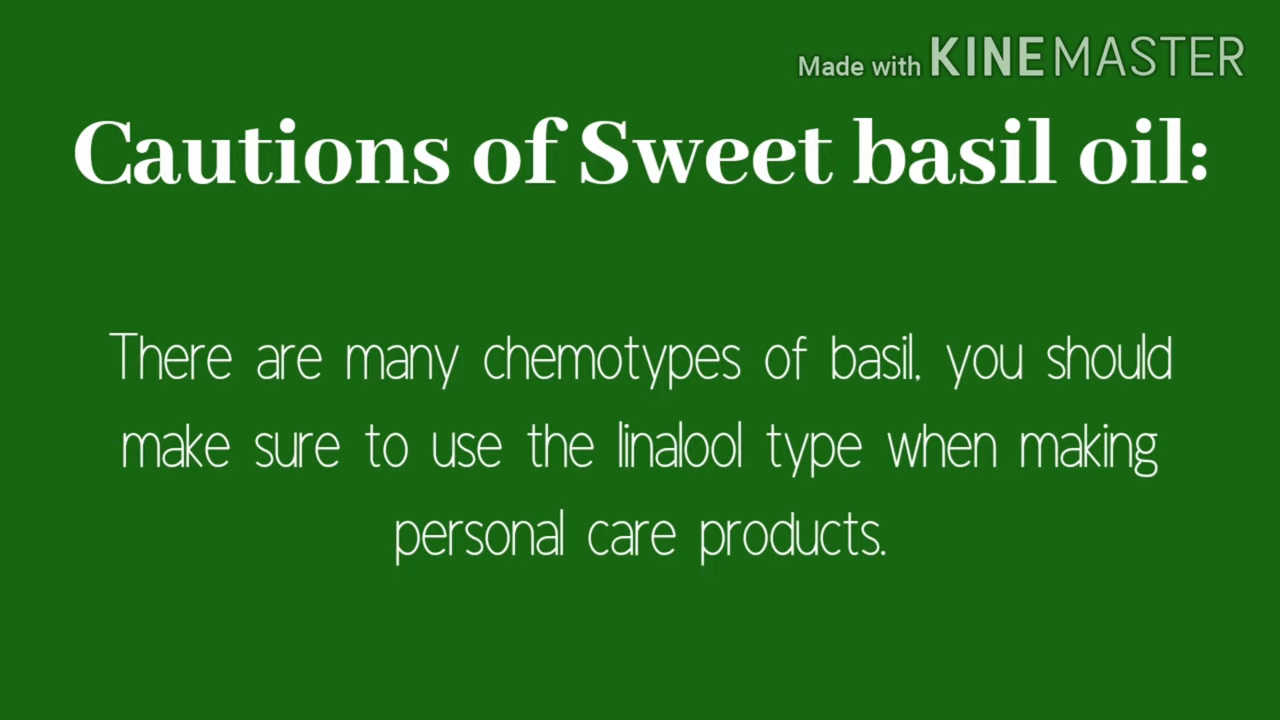 Made with KINEMASTER
Cautions of Sweet basil oil:
There are many chemotypes of basil, you should
make sure to use the linalool type when making
personal care products.